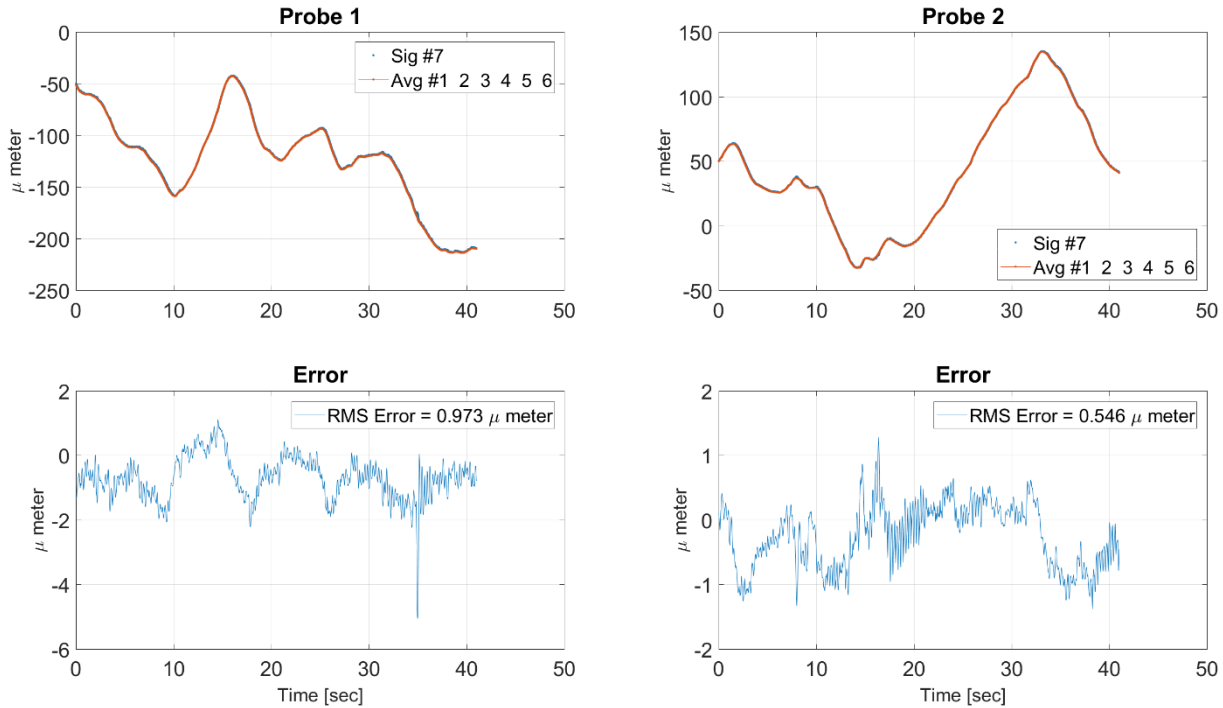 Probe 1
0
-50
-100
-150
-200
-250
μ meter
Sig #7
Avg #1 2 3 4 5 6
0 10 20 30 40 50
Probe 2
150
100
50
0
-50
μ meter
Sig #7
Avg #1 2 3 4 5 6
0 10 20 30 40 50
Error
2
0
-2
-4
-6
μ meter
RMS Error = 0.973 μ meter
0 10 20 30 40 50
Time [sec]
Error
2
1
0
-1
-2
μ meter
RMS Error = 0.546 μ meter
0 10 20 30 40 50
Time [sec]